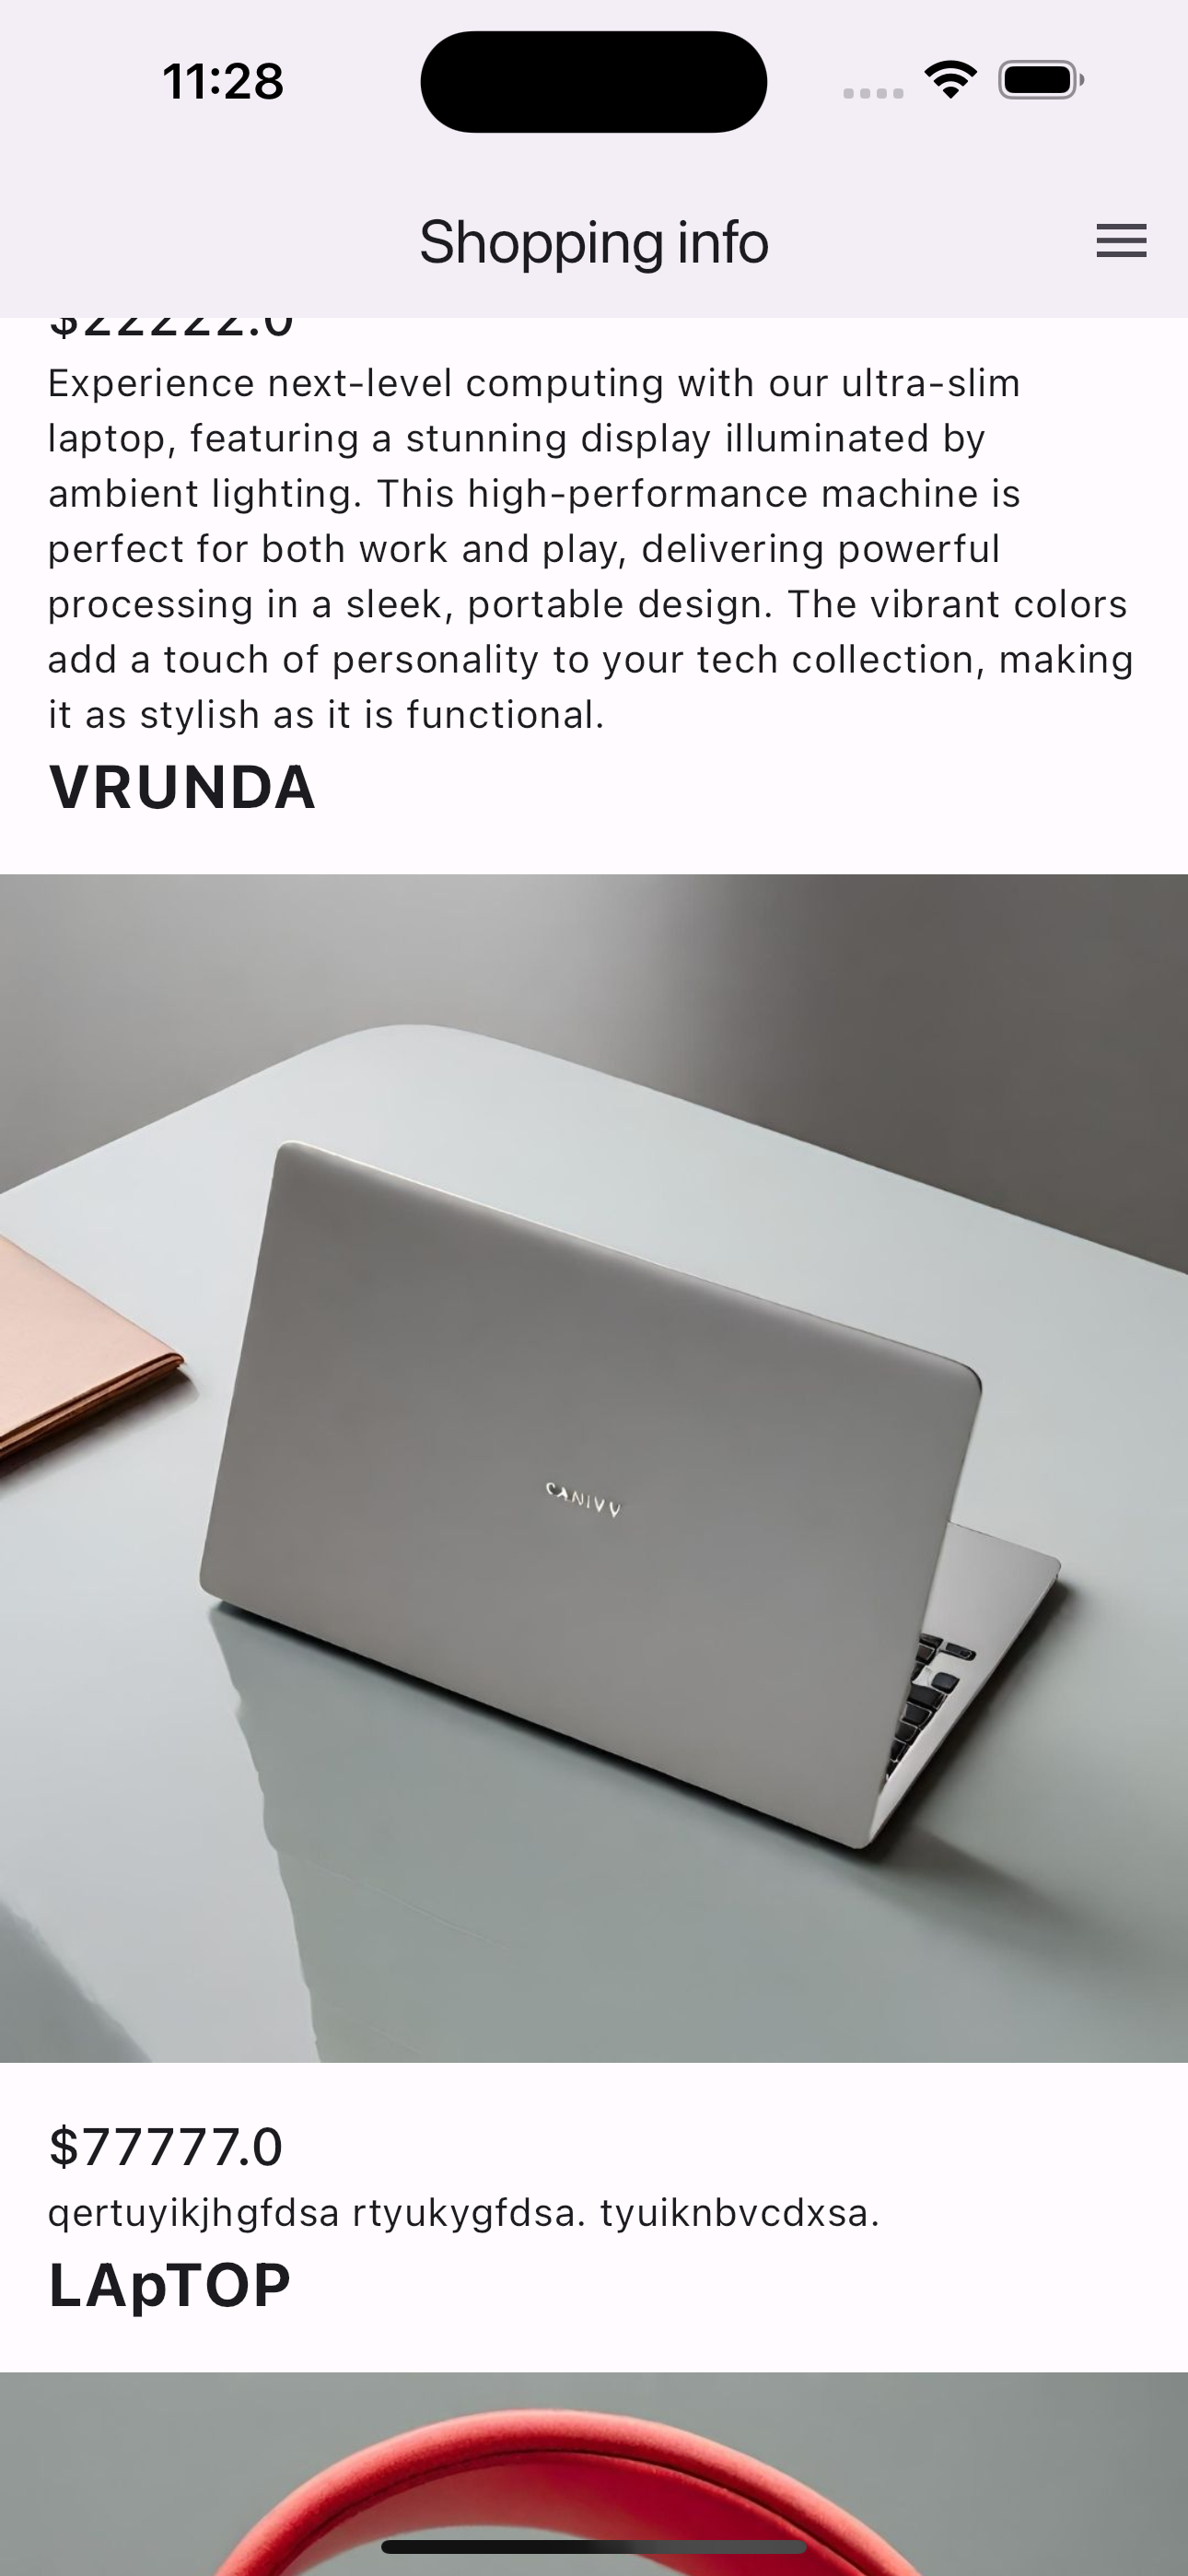 11:28
Shopping info
$22222.0
Experience next-level computing with our ultra-slim
laptop, featuring a stunning display illuminated by
ambient lighting. This high-performance machine is
perfect for both work and play, delivering powerful
processing in a sleek, portable design. The vibrant colors
add a touch of personality to your tech collection, making
it as stylish as it is functional.
VRUNDA
CANIVV
$77777.0
qertuyikjhgfdsa rtyukygfdsa. tyuiknbvcdxsa.
LApTOP